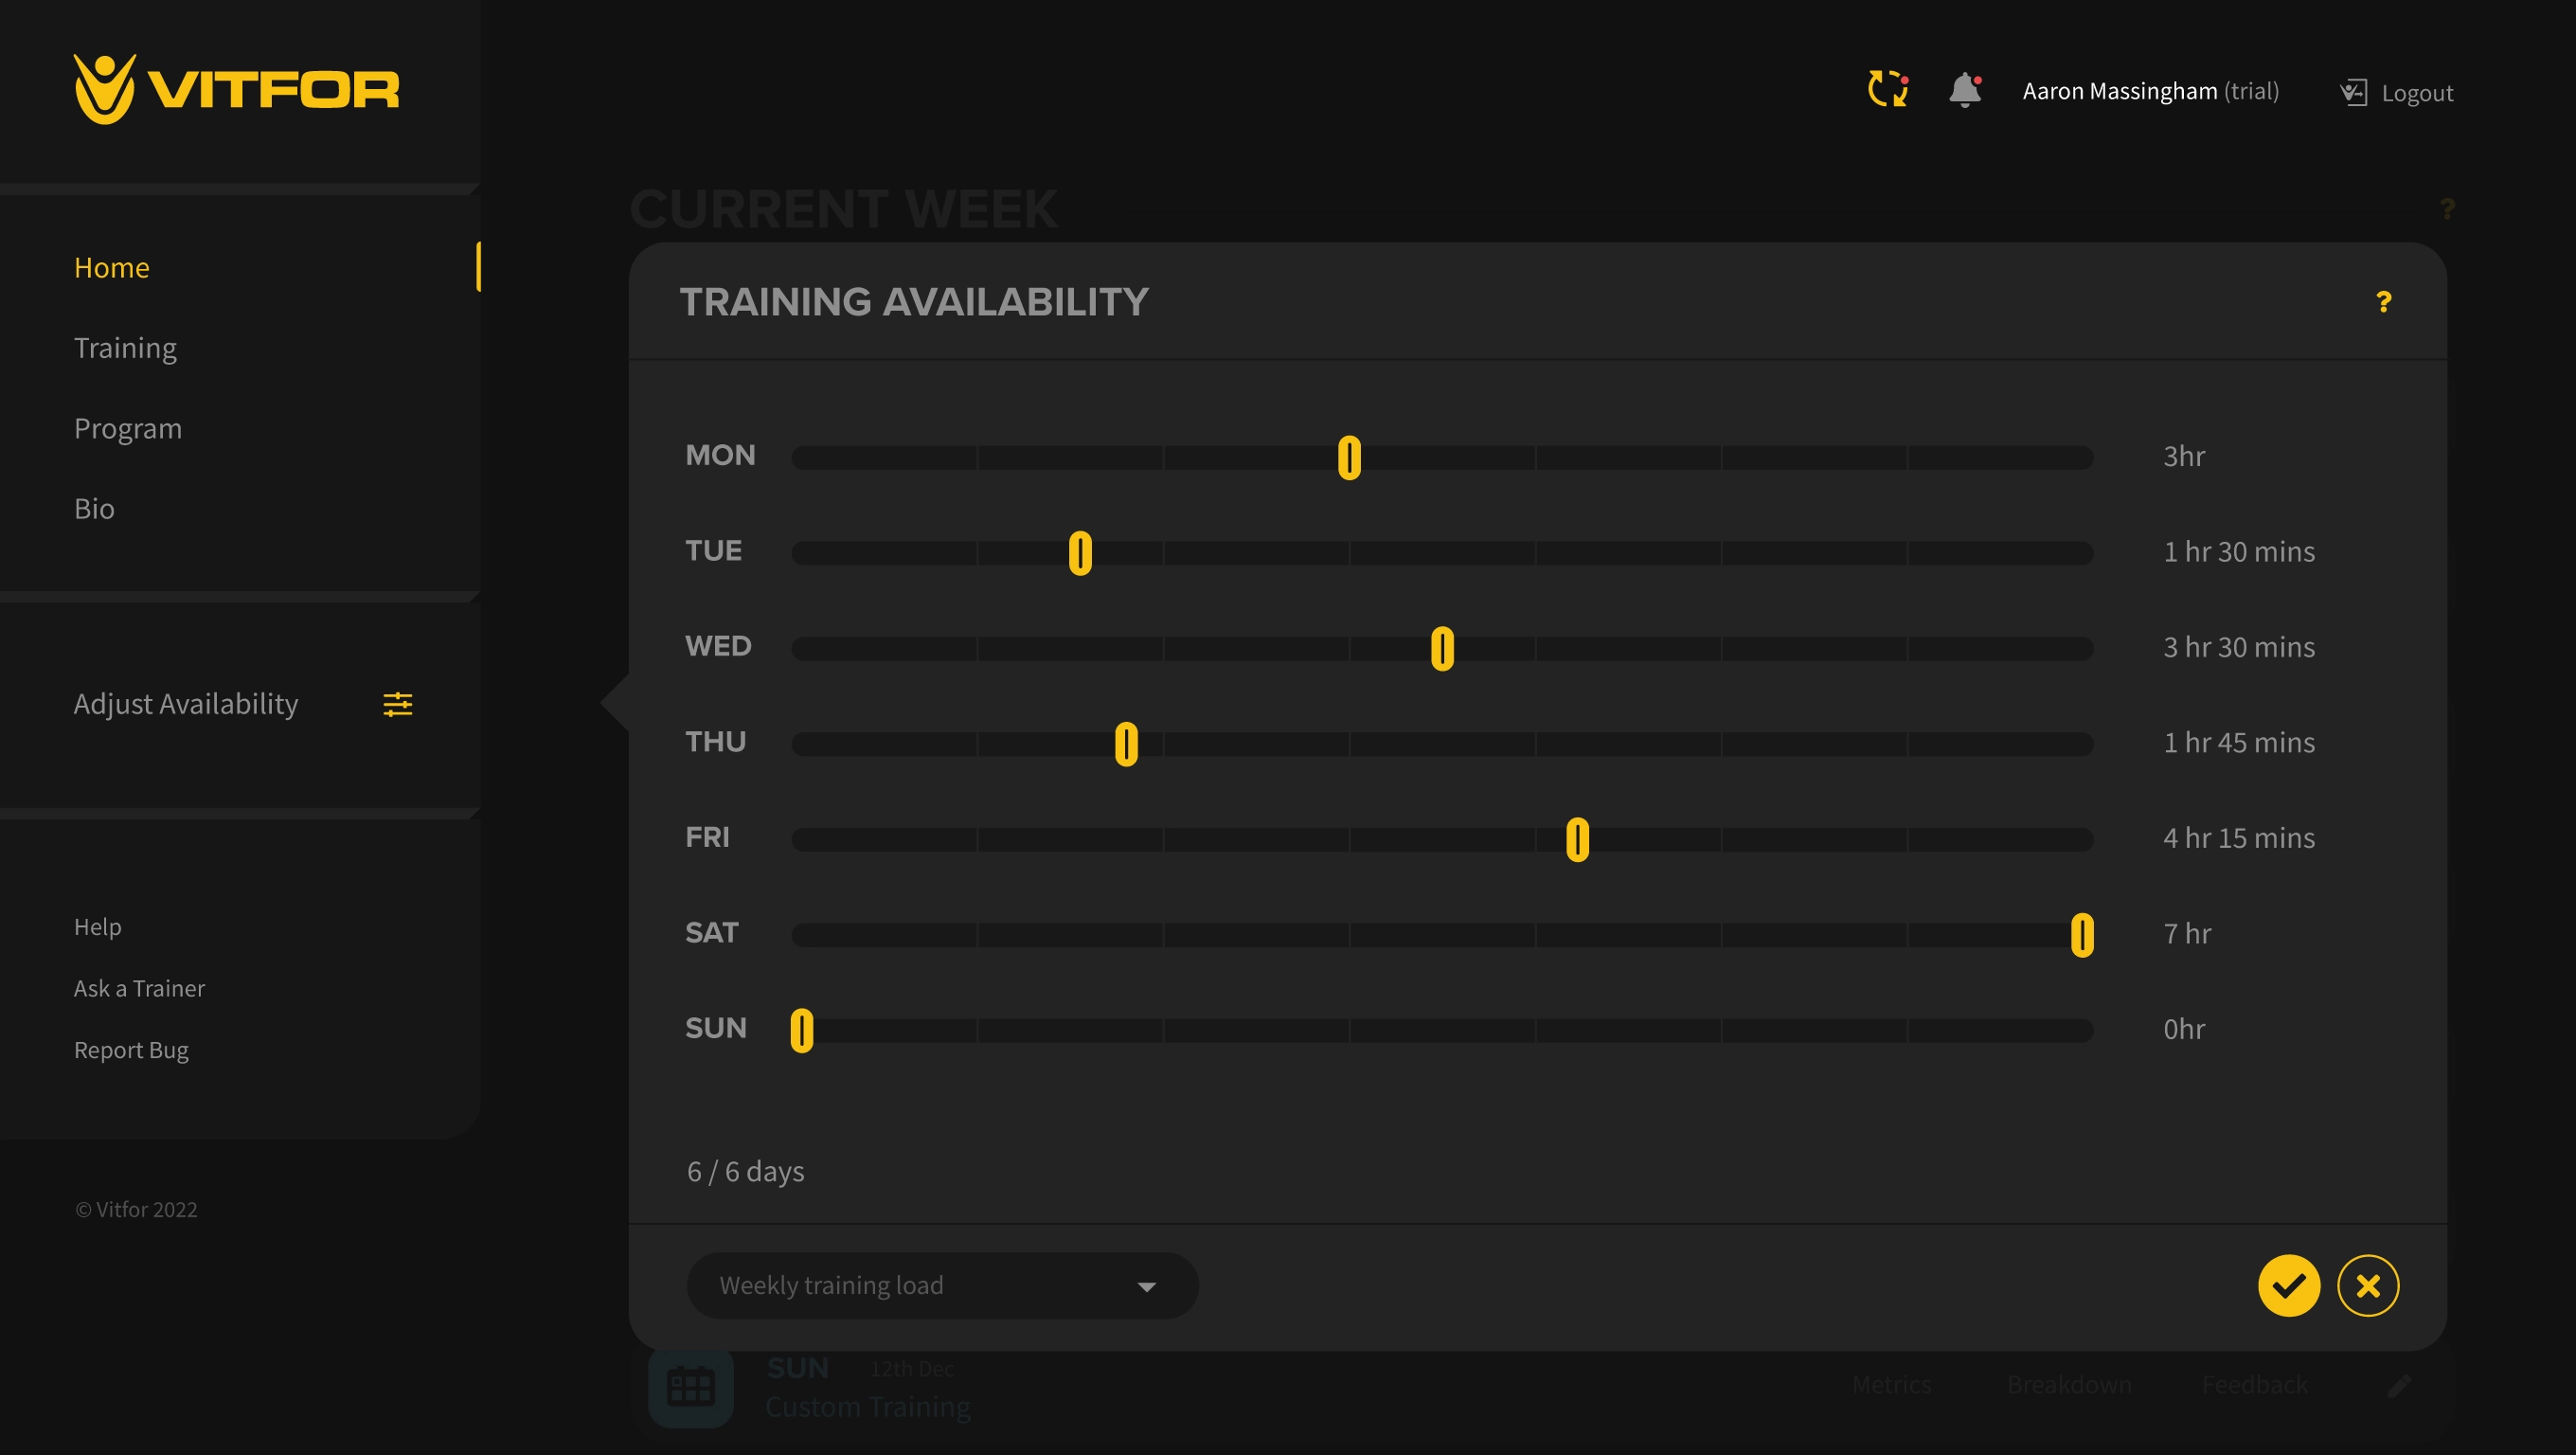 VITFOR
Aaron Massingham (trial)
Logout
Home
Training
Program
Bio
Adjust Availability
Help
Ask a Trainer
Report Bug
© Vitfor 2022
CURRENT WEEK
?
TRAINING AVAILABILITY
?
MON 3hr
TUE 1 hr 30 mins
WED 3 hr 30 mins
THU 1 hr 45 mins
FRI 4 hr 15 mins
SAT 7 hr
SUN 0hr
6 / 6 days
Weekly training load
SUN 12th Dec
Custom Training
Metrics Breakdown Feedback